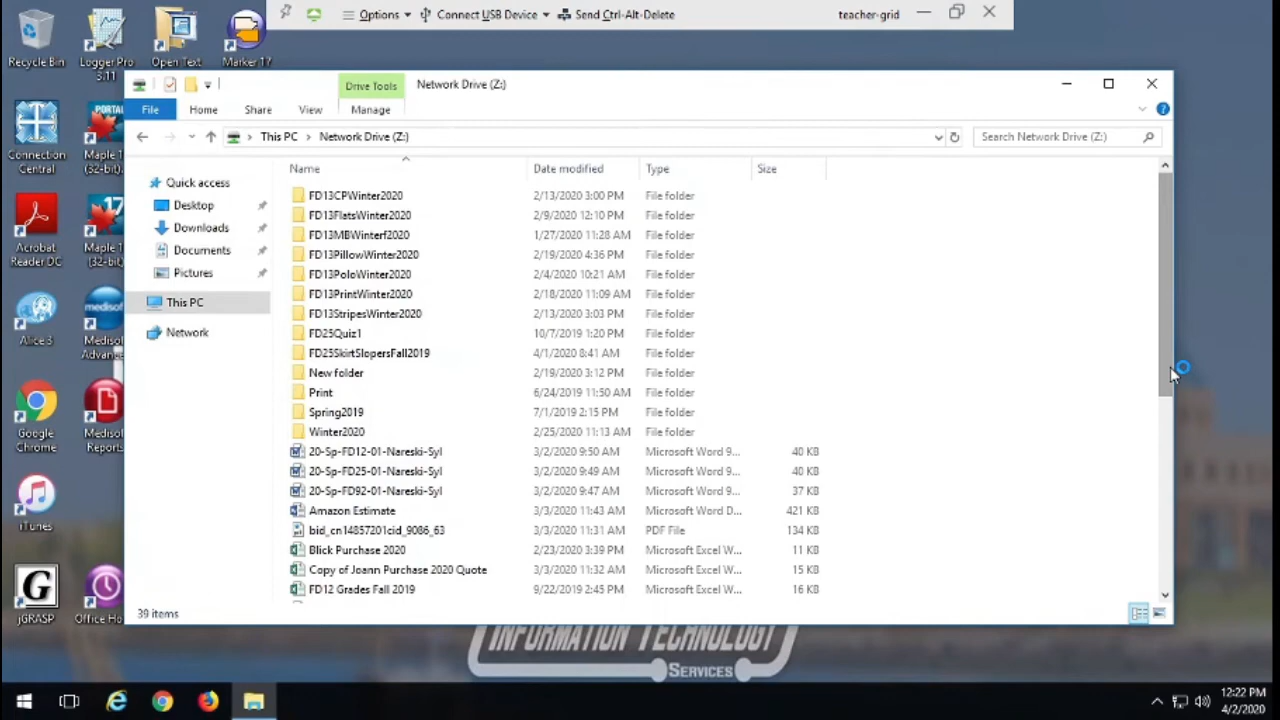 Options
Connect USB Device
Send Ctrl-Alt-Delete
teacher-grid
Recycle Bin
Logger Pro
3.11
Open Text
Marker 17
Drive Tools
Network Drive (Z:)
File
Home
Share
View
Manage
Connection
Central
PORTAL
Maple 1
(32-bit).
This PC
Network Drive (Z:)
Search Network Drive (Z:)
Name
Date modified
Type
Size
Quick access
Desktop
Downloads
Documents
Pictures
This PC
Network
FD13CPWinter2020 2/13/2020 3:00 PM File folder
FD13FlatsWinter2020 2/9/2020 12:10 PM File folder
FD13MBWinterf2020 1/27/2020 11:28 AM File folder
FD13PillowWinter2020 2/19/2020 4:36 PM File folder
FD13PoloWinter2020 2/4/2020 10:21 AM File folder
FD13PrintWinter2020 2/18/2020 11:09 AM File folder
FD13StripesWinter2020 2/13/2020 3:03 PM File folder
FD25Quiz1 10/7/2019 1:20 PM File folder
FD25SkirtSlopersFall2019 4/1/2020 8:41 AM File folder
New folder 2/19/2020 3:12 PM File folder
Print 6/24/2019 11:50 AM File folder
Spring2019 7/1/2019 2:15 PM File folder
Winter2020 2/25/2020 11:13 AM File folder
20-Sp-FD12-01-Nareski-Syl 3/2/2020 9:50 AM Microsoft Word 9... 40 KB
20-Sp-FD25-01-Nareski-Syl 3/2/2020 9:49 AM Microsoft Word 9... 40 KB
20-Sp-FD92-01-Nareski-Syl 3/2/2020 9:47 AM Microsoft Word 9... 37 KB
Amazon Estimate 3/3/2020 11:43 AM Microsoft Word D... 421 KB
bid_cn14857201cid_9086_63 3/3/2020 11:31 AM PDF File 134 KB
Blick Purchase 2020 2/23/2020 3:39 PM Microsoft Excel W... 11 KB
Copy of Joann Purchase 2020 Quote 3/3/2020 11:32 AM Microsoft Excel W... 15 KB
FD12 Grades Fall 2019 9/22/2019 2:45 PM Microsoft Excel W... 16 KB
39 items
Acrobat
Reader DC
17
Maple 1
(32-bit)
Alice 3
medisof
Mediso
Advance
Google
Chrome
Mediso
Reports
iTunes
G
jGRASP
Office Ho
INFORMATION TECHNOLOGY
SERVICES
12:22 PM
4/2/2020